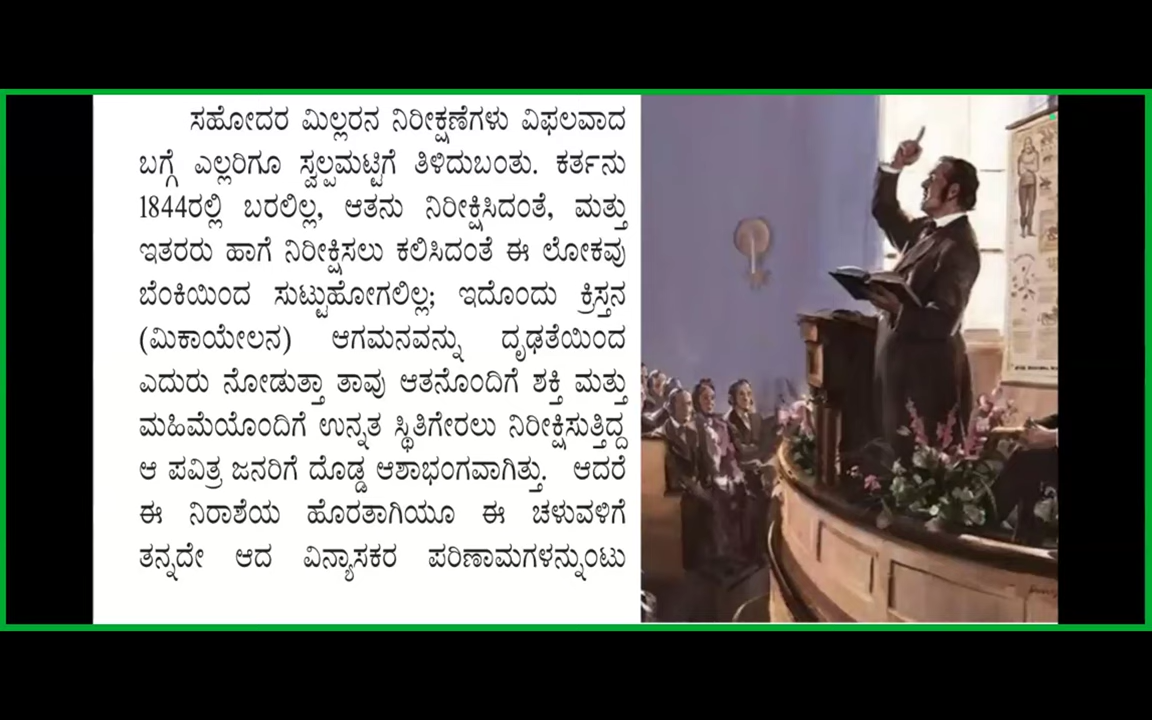 ಸಹೋದರ ಮಿಲ್ಲರನ ನಿರೀಕ್ಷಣೆಗಳು ವಿಫಲವಾದ
ಬಗ್ಗೆ ಎಲ್ಲರಿಗೂ ಸ್ವಲ್ಪಮಟ್ಟಿಗೆ ತಿಳಿದುಬಂತು. ಕರ್ತನು
1844ರಲ್ಲಿ ಬರಲಿಲ್ಲ, ಆತನು ನಿರೀಕ್ಷಿಸಿದಂತೆ, ಮತ್ತು
ಇತರರು ಹಾಗೆ ನಿರೀಕ್ಷಿಸಲು ಕಲಿಸಿದಂತೆ ಈ ಲೋಕವು
ಬೆಂಕಿಯಿಂದ ಸುಟ್ಟುಹೋಗಲಿಲ್ಲ; ಇದೊಂದು ಕ್ರಿಸ್ತನ
(ಮಿಕಾಯೇಲನ) ಆಗಮನವನ್ನು ದೃಢತೆಯಿಂದ
ಎದುರು ನೋಡುತ್ತಾ ತಾವು ಆತನೊಂದಿಗೆ ಶಕ್ತಿ ಮತ್ತು
ಮಹಿಮೆಯೊಂದಿಗೆ ಉನ್ನತ ಸ್ಥಿತಿಗೇರಲು ನಿರೀಕ್ಷಿಸುತ್ತಿದ್ದ
ಆ ಪವಿತ್ರ ಜನರಿಗೆ ದೊಡ್ಡ ಆಶಾಭಂಗವಾಗಿತ್ತು. ಆದರೆ
ಈ ನಿರಾಶೆಯ ಹೊರತಾಗಿಯೂ ಈ ಚಳುವಳಿಗೆ
ತನ್ನದೇ ಆದ ವಿನ್ಯಾಸಕರ ಪರಿಣಾಮಗಳನ್ನುಂಟು